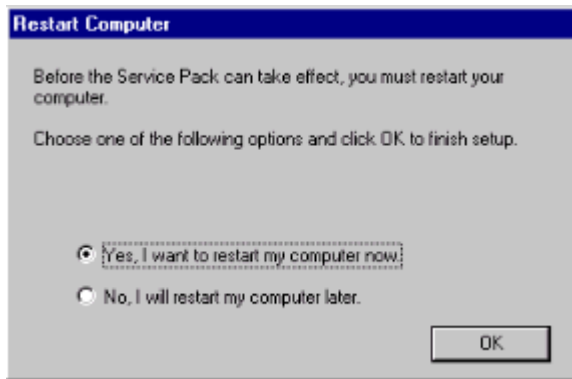 Restart Computer
Before the Service Pack can take effect, you must restart your
computer.
Choose one of the following options and click OK to finish setup.
Yes, I want to restart my computer now.
No, I will restart my computer later.
OK